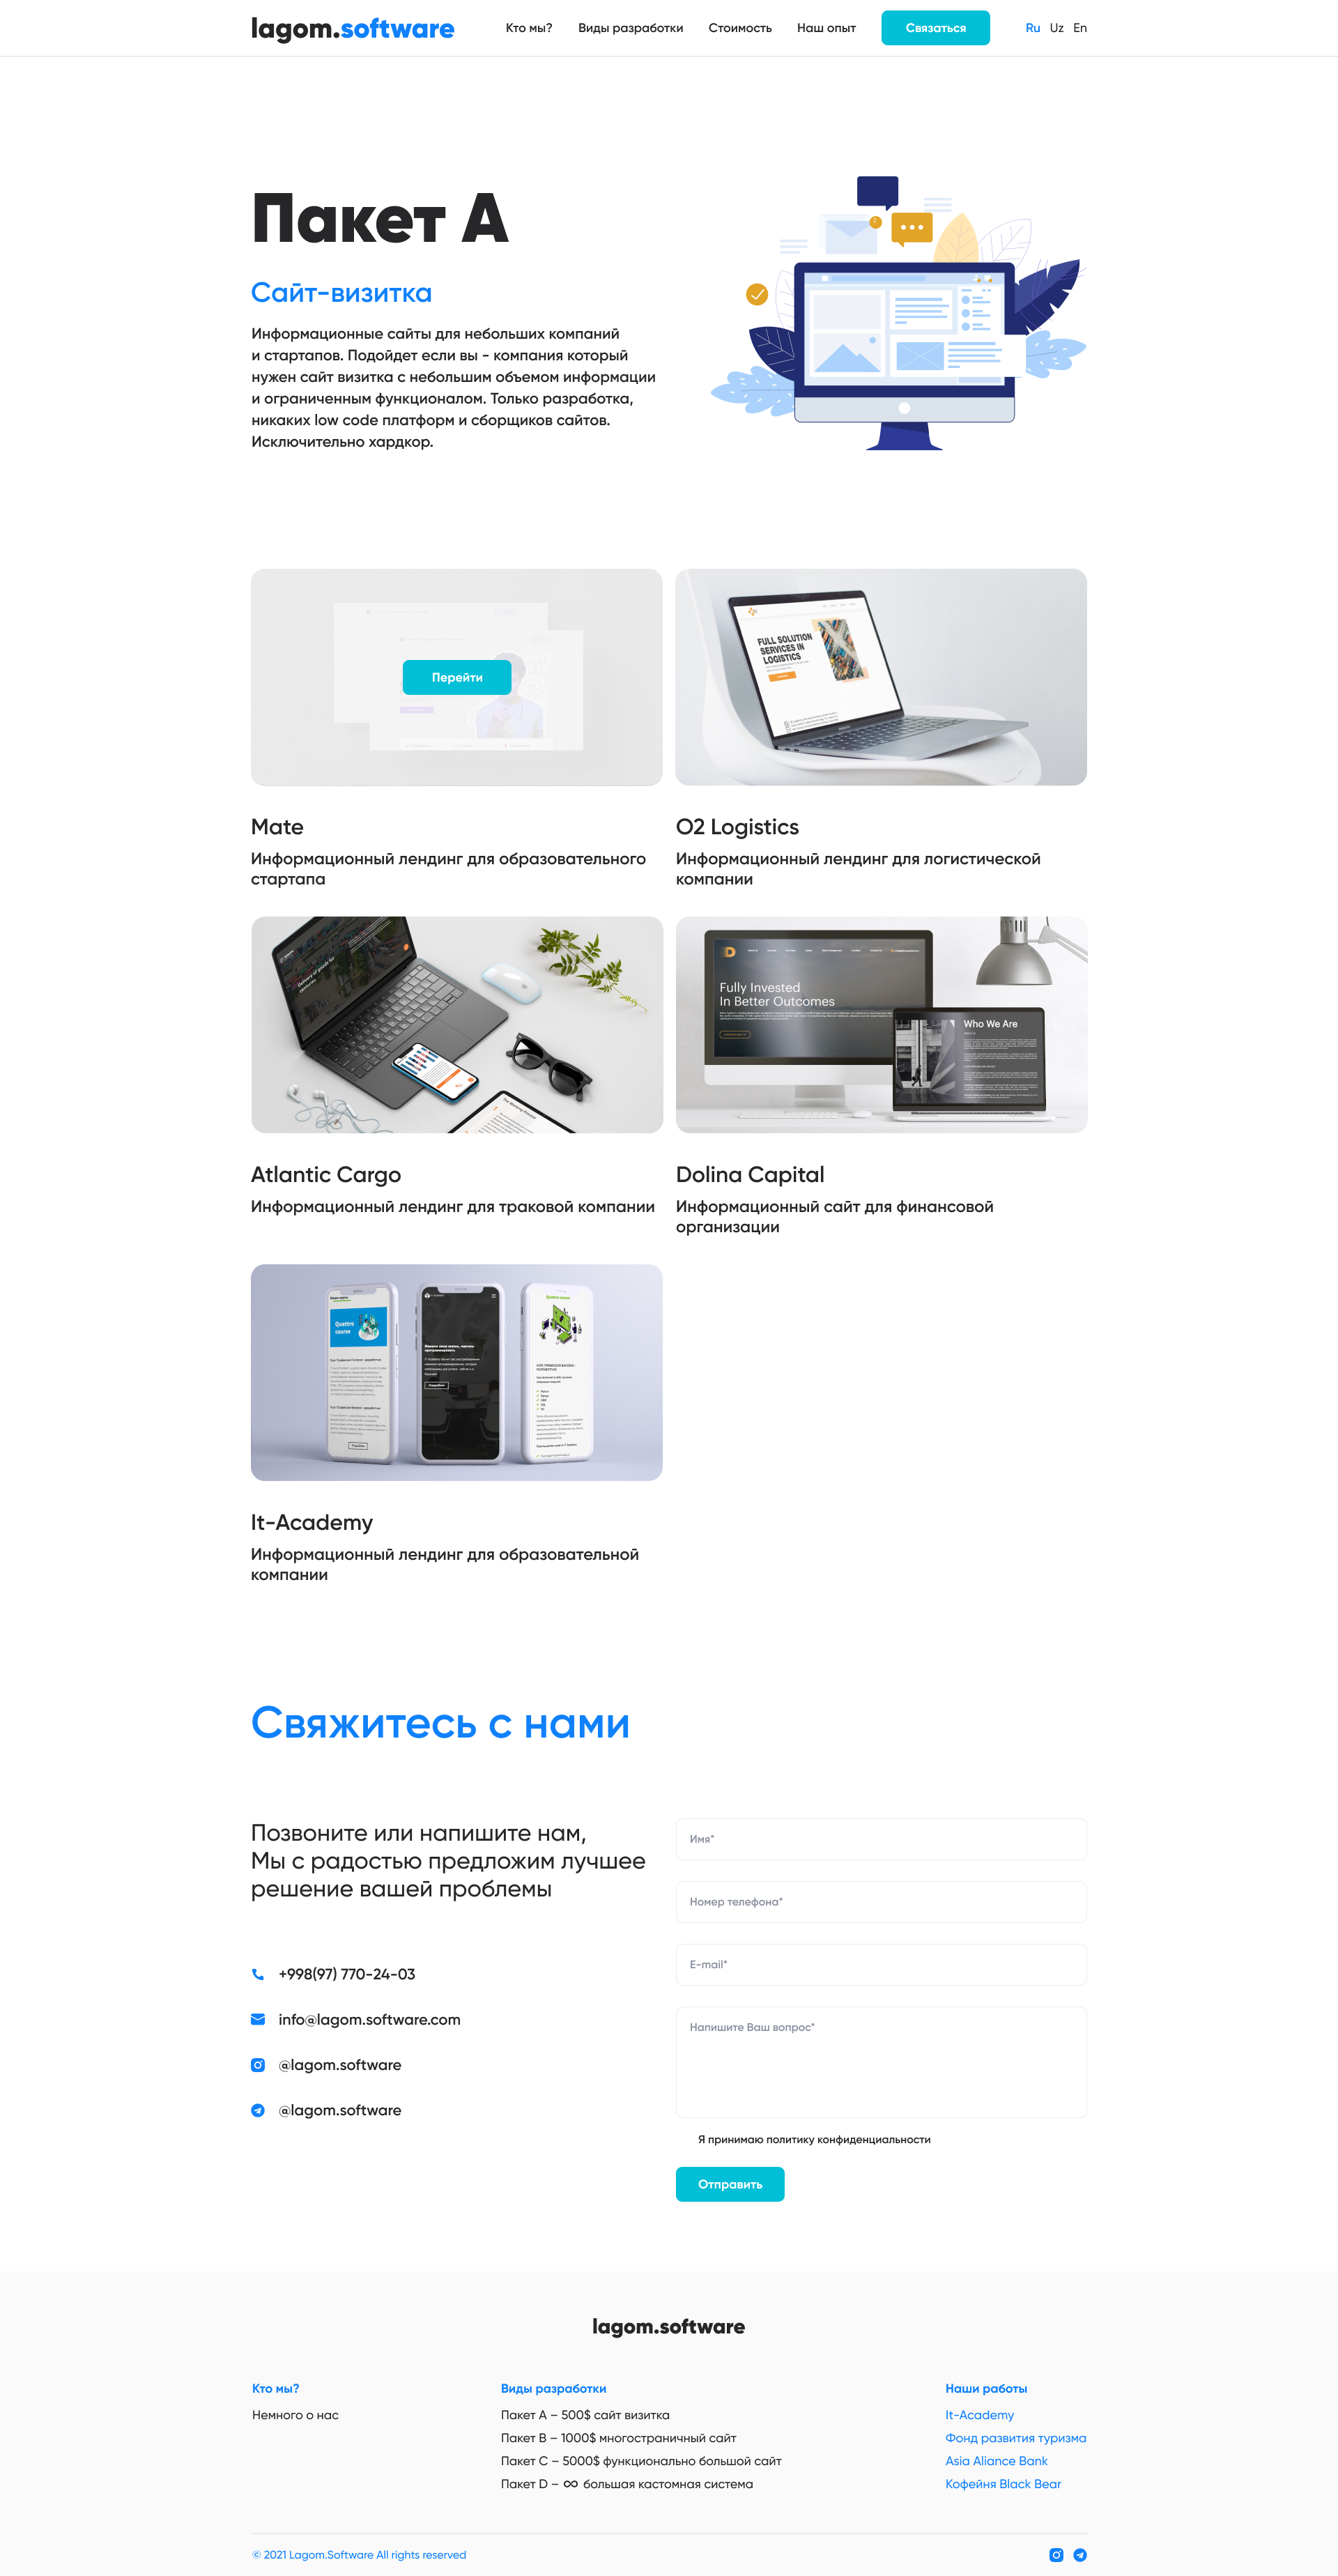 lagom.software
Кто мы?
Виды разработки
Стоимость
Наш опыт
Связаться
Ru Uz En
Пакет А
Сайт-визитка
Информационные сайты для небольших компаний
и стартапов. Подойдет если вы - компания который
нужен сайт визитка с небольшим объемом информации
и ограниченным функционалом. Только разработка,
никаких low code платформ и сборщиков сайтов.
Исключительно хардкор.
Перейти
FULL SOLUTION
SERVICES IN
LOGISTICS
Mate
Информационный лендинг для образовательного
стартапа
O2 Logistics
Информационный лендинг для логистической
компании
Delivery of goods for
centuries
Fully Invested
In Better Outcomes
Who We Are
Atlantic Cargo
Информационный лендинг для траковой компании
Dolina Capital
Информационный сайт для финансовой
организации
Quattro
course
It-Academy
Информационный лендинг для образовательной
компании
Свяжитесь с нами
Позвоните или напишите нам,
Мы с радостью предложим лучшее
решение вашей проблемы
+998(97) 770-24-03
info@lagom.software.com
@lagom.software
@lagom.software
Имя*
Номер телефона*
E-mail*
Напишите Ваш вопрос*
Я принимаю политику конфиденциальности
Отправить
lagom.software
Кто мы?
Немного о нас
Виды разработки
Пакет А – 500$ сайт визитка
Пакет B – 1000$ многостраничный сайт
Пакет C – 5000$ функционально большой сайт
Пакет D – ∞ большая кастомная система
Наши работы
It-Academy
Фонд развития туризма
Asia Aliance Bank
Кофейня Black Bear
© 2021 Lagom.Software All rights reserved